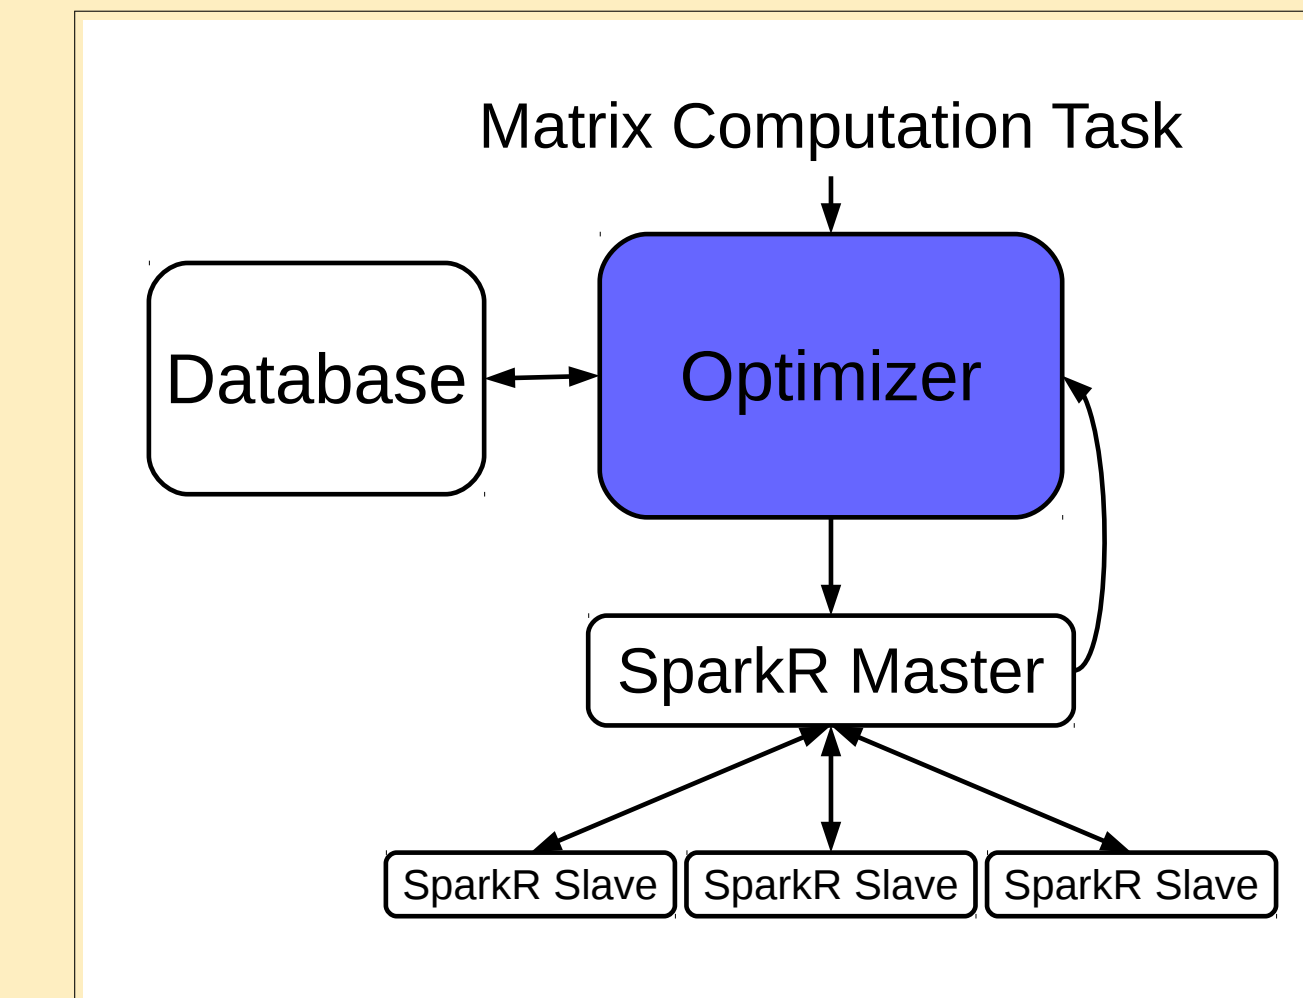 Matrix Computation Task
Database
Optimizer
SparkR Master
SparkR Slave
SparkR Slave
SparkR Slave